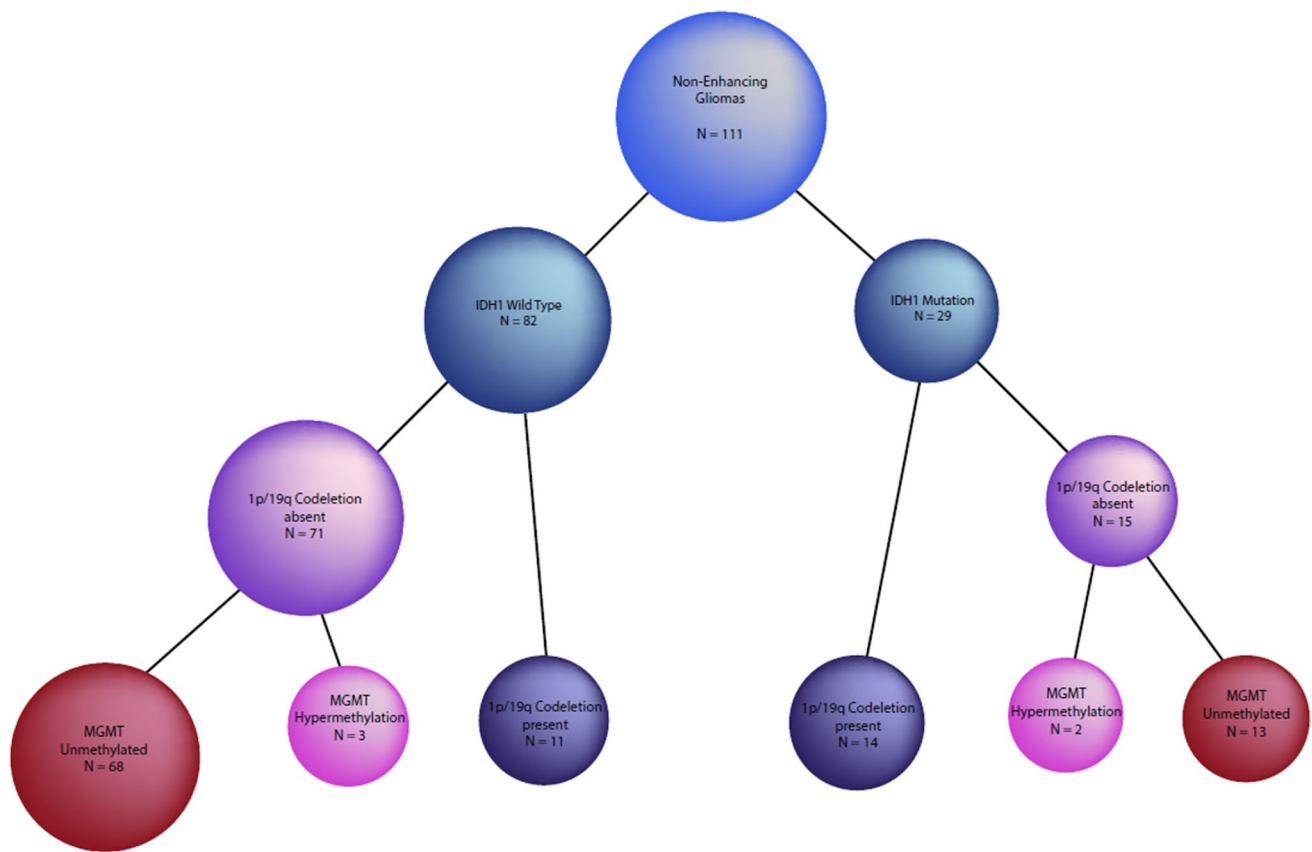 Non-Enhancing
Gliomas
N = 111
IDH1 Wild Type
N = 82
IDH1 Mutation
N = 29
1p/19q Codeletion
absent
N = 71
1p/19q Codeletion
absent
N = 15
MGMT
Unmethylated
N = 68
MGMT
Hypermethylation
N = 3
1p/19q Codeletion
present
N = 11
1p/19q Codeletion
present
N = 14
MGMT
Hypermethylation
N = 2
MGMT
Unmethylated
N = 13